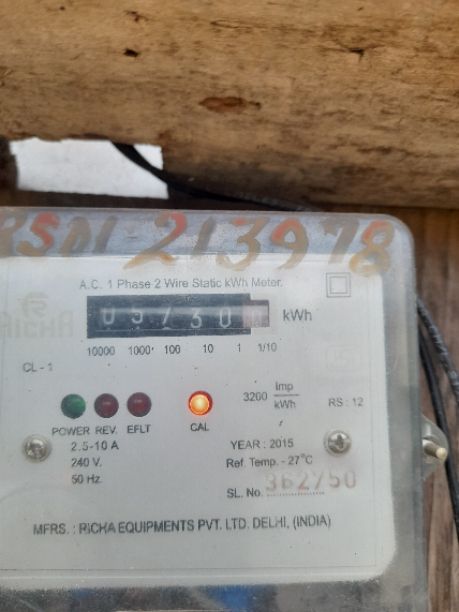 BSDI-213978
A.C. 1 Phase 2 Wire Static kWh Meter.
05730 kWh
10000 1000 100 10 1 1/10
CL - 1
3200 Imp/kWh
RS : 12
POWER REV. EFLT CAL
2.5-10 A
YEAR : 2015
240 V.
Ref. Temp. - 27°C
50 Hz.
SL. No. 362750
MFRS. : RICHA EQUIPMENTS PVT. LTD. DELHI, (INDIA)